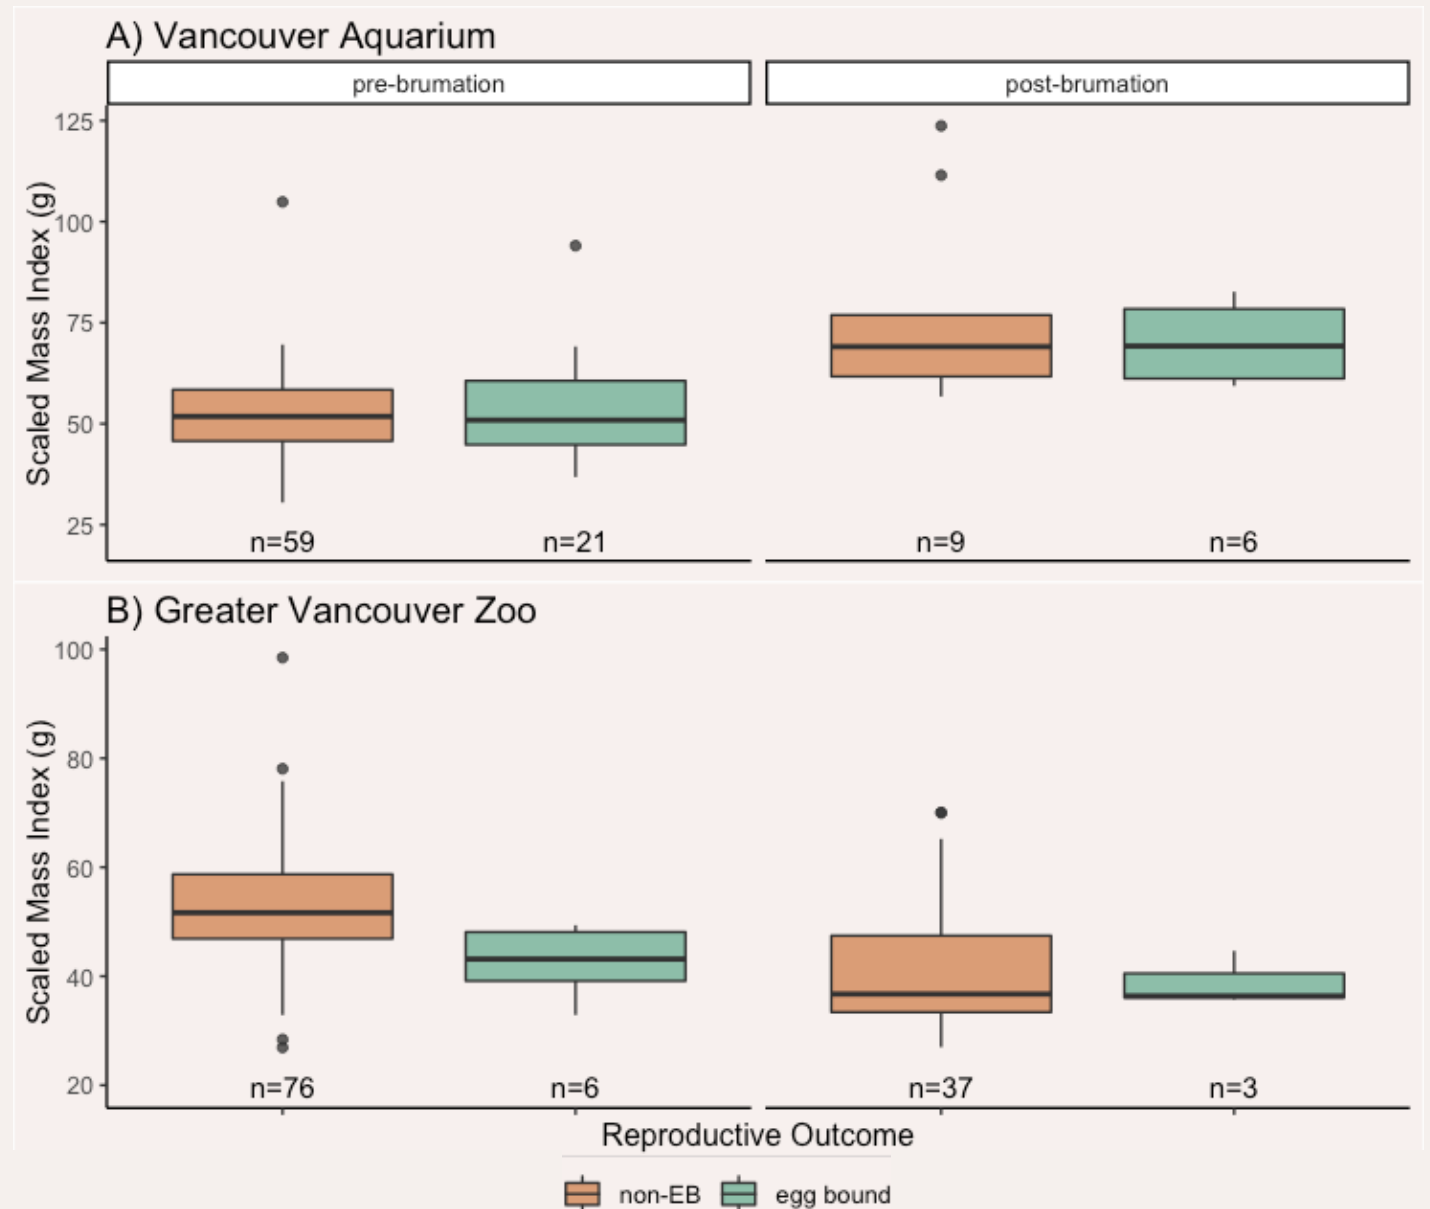 A) Vancouver Aquarium
pre-brumation
post-brumation
Scaled Mass Index (g)
125
100
75
50
25
n=59
n=21
n=9
n=6
B) Greater Vancouver Zoo
Scaled Mass Index (g)
100
80
60
40
20
n=76
n=6
n=37
n=3
Reproductive Outcome
non-EB
egg bound